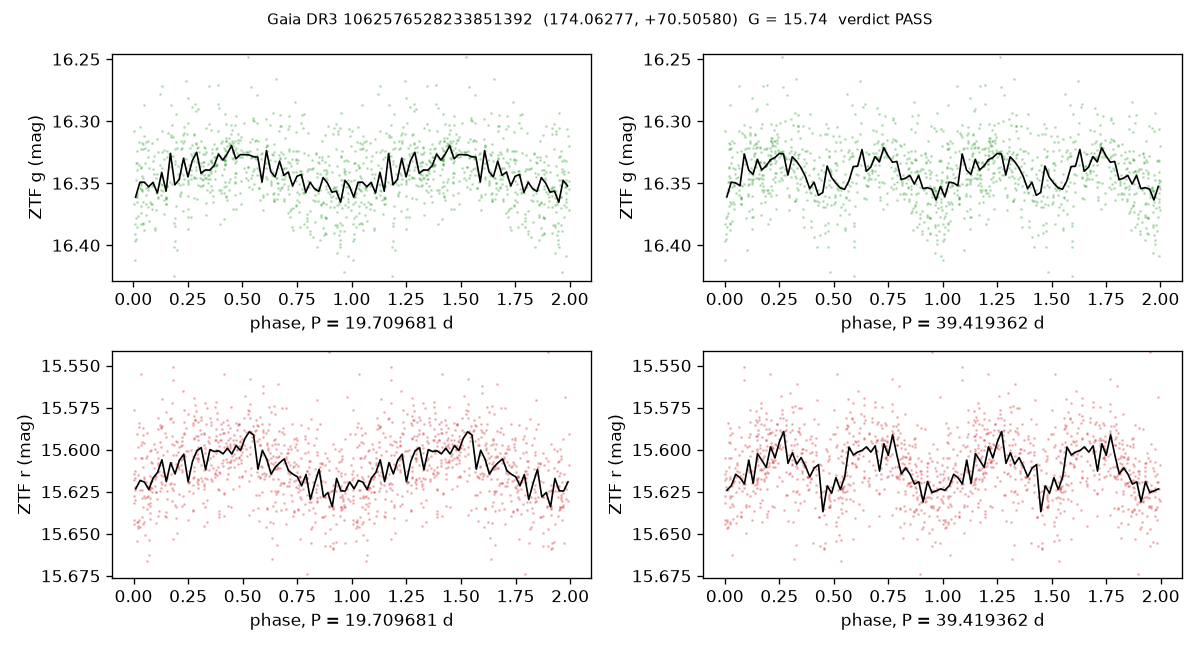 Gaia DR3 1062576528233851392 (174.06277, +70.50580) G = 15.74 verdict PASS
16.25
16.30
16.35
16.40
ZTF g (mag)
0.00 0.25 0.50 0.75 1.00 1.25 1.50 1.75 2.00
phase, P = 19.709681 d
16.25
16.30
16.35
16.40
ZTF g (mag)
0.00 0.25 0.50 0.75 1.00 1.25 1.50 1.75 2.00
phase, P = 39.419362 d
15.550
15.575
15.600
15.625
15.650
15.675
ZTF r (mag)
0.00 0.25 0.50 0.75 1.00 1.25 1.50 1.75 2.00
phase, P = 19.709681 d
15.550
15.575
15.600
15.625
15.650
15.675
ZTF r (mag)
0.00 0.25 0.50 0.75 1.00 1.25 1.50 1.75 2.00
phase, P = 39.419362 d